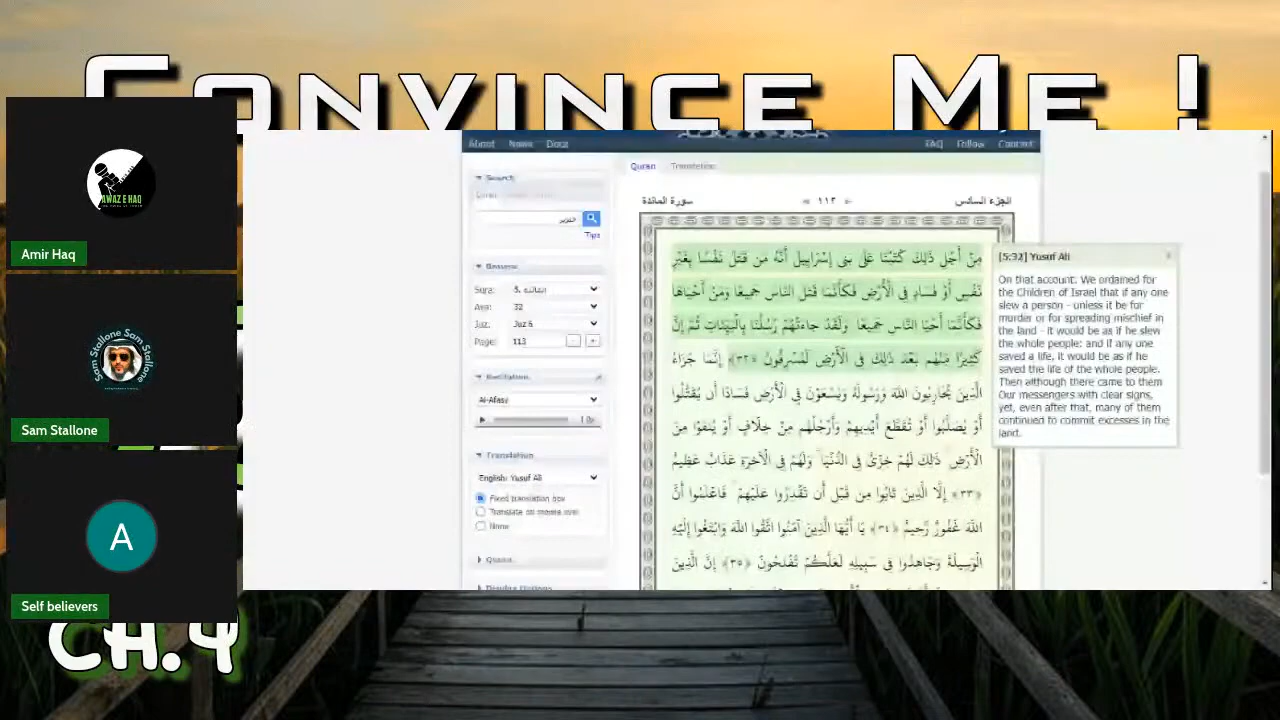 CONVINCE ME !
AWAZ E HAQ
Amir Haq
Sam Stallone Sam Stallone
Sam Stallone
A
Self believers
CH.4
About News Docs
FAQ Follow Contact
Search
Tips
Browse
Sura: 5. المائدة
Aya: 32
Juz: Juz 6
Page: 113
Recitation
Al-Afasy
1.0x
Translation
English: Yusuf Ali
Fixed translation box
Translate on mouse over
None
Quran Translation
الجزء السادس ١١٣ سورة المائدة
مِنْ أَجْلِ ذَٰلِكَ كَتَبْنَا عَلَىٰ بَنِي إِسْرَائِيلَ أَنَّهُ مَن قَتَلَ نَفْسًا بِغَيْرِ
نَفْسٍ أَوْ فَسَادٍ فِي الْأَرْضِ فَكَأَنَّمَا قَتَلَ النَّاسَ جَمِيعًا وَمَنْ أَحْيَاهَا
فَكَأَنَّمَا أَحْيَا النَّاسَ جَمِيعًا وَلَقَدْ جَاءَتْهُمْ رُسُلُنَا بِالْبَيِّنَاتِ ثُمَّ إِنَّ
كَثِيرًا مِّنْهُم بَعْدَ ذَٰلِكَ فِي الْأَرْضِ لَمُسْرِفُونَ ﴿٣٢﴾ إِنَّمَا جَزَاءُ
الَّذِينَ يُحَارِبُونَ اللَّهَ وَرَسُولَهُ وَيَسْعَوْنَ فِي الْأَرْضِ فَسَادًا أَن يُقَتَّلُوا
أَوْ يُصَلَّبُوا أَوْ تُقَطَّعَ أَيْدِيهِمْ وَأَرْجُلُهُم مِّنْ خِلَافٍ أَوْ يُنفَوْا مِنَ
الْأَرْضِ ذَٰلِكَ لَهُمْ خِزْيٌ فِي الدُّنْيَا وَلَهُمْ فِي الْآخِرَةِ عَذَابٌ عَظِيمٌ
﴿٣٣﴾ إِلَّا الَّذِينَ تَابُوا مِن قَبْلِ أَن تَقْدِرُوا عَلَيْهِمْ فَاعْلَمُوا أَنَّ
اللَّهَ غَفُورٌ رَّحِيمٌ ﴿٣٤﴾ يَا أَيُّهَا الَّذِينَ آمَنُوا اتَّقُوا اللَّهَ وَابْتَغُوا إِلَيْهِ
الْوَسِيلَةَ وَجَاهِدُوا فِي سَبِيلِهِ لَعَلَّكُمْ تُفْلِحُونَ ﴿٣٥﴾ إِنَّ الَّذِينَ
[5:32] Yusuf Ali
On that account: We ordained for
the Children of Israel that if any one
slew a person - unless it be for
murder or for spreading mischief in
the land - it would be as if he slew
the whole people: and if any one
saved a life, it would be as if he
saved the life of the whole people.
Then although there came to them
Our messengers with clear signs,
yet, even after that, many of them
continued to commit excesses in the
land.